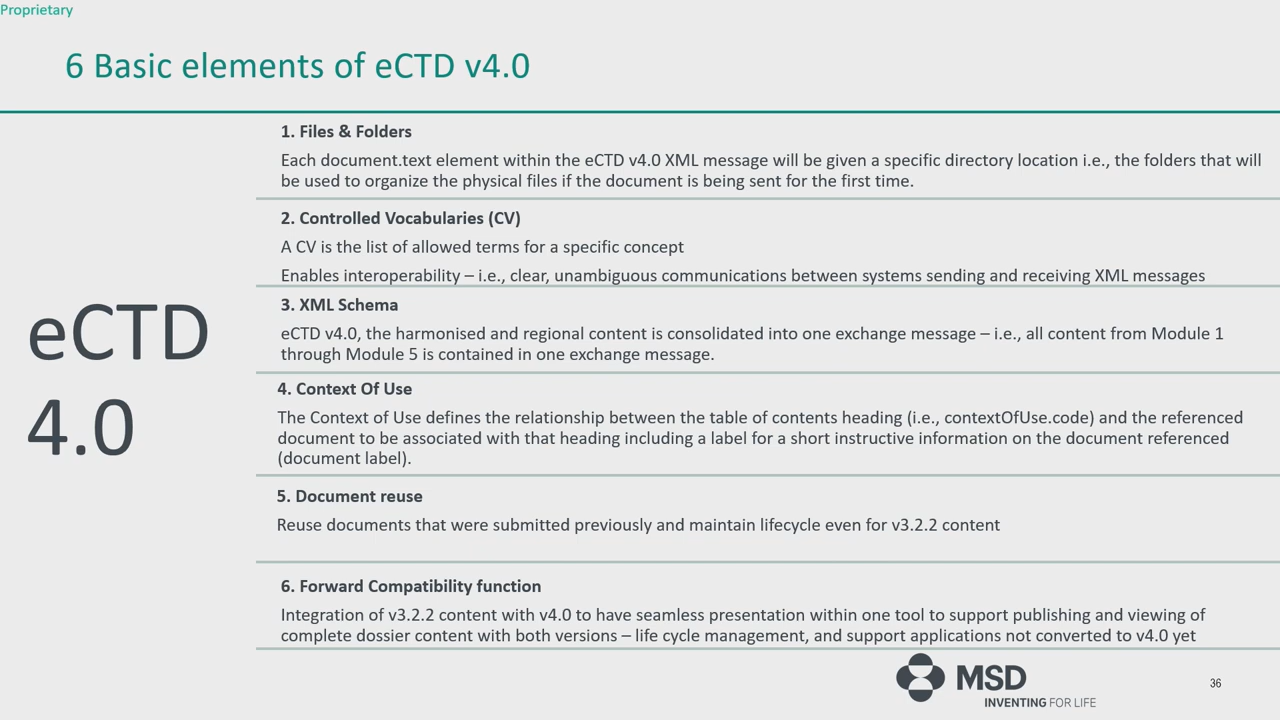 Proprietary
6 Basic elements of eCTD v4.0
eCTD
4.0
1. Files & Folders
Each document.text element within the eCTD v4.0 XML message will be given a specific directory location i.e., the folders that will
be used to organize the physical files if the document is being sent for the first time.
2. Controlled Vocabularies (CV)
A CV is the list of allowed terms for a specific concept
Enables interoperability – i.e., clear, unambiguous communications between systems sending and receiving XML messages
3. XML Schema
eCTD v4.0, the harmonised and regional content is consolidated into one exchange message – i.e., all content from Module 1
through Module 5 is contained in one exchange message.
4. Context Of Use
The Context of Use defines the relationship between the table of contents heading (i.e., contextOfUse.code) and the referenced
document to be associated with that heading including a label for a short instructive information on the document referenced
(document label).
5. Document reuse
Reuse documents that were submitted previously and maintain lifecycle even for v3.2.2 content
6. Forward Compatibility function
Integration of v3.2.2 content with v4.0 to have seamless presentation within one tool to support publishing and viewing of
complete dossier content with both versions – life cycle management, and support applications not converted to v4.0 yet
MSD
INVENTING FOR LIFE
36